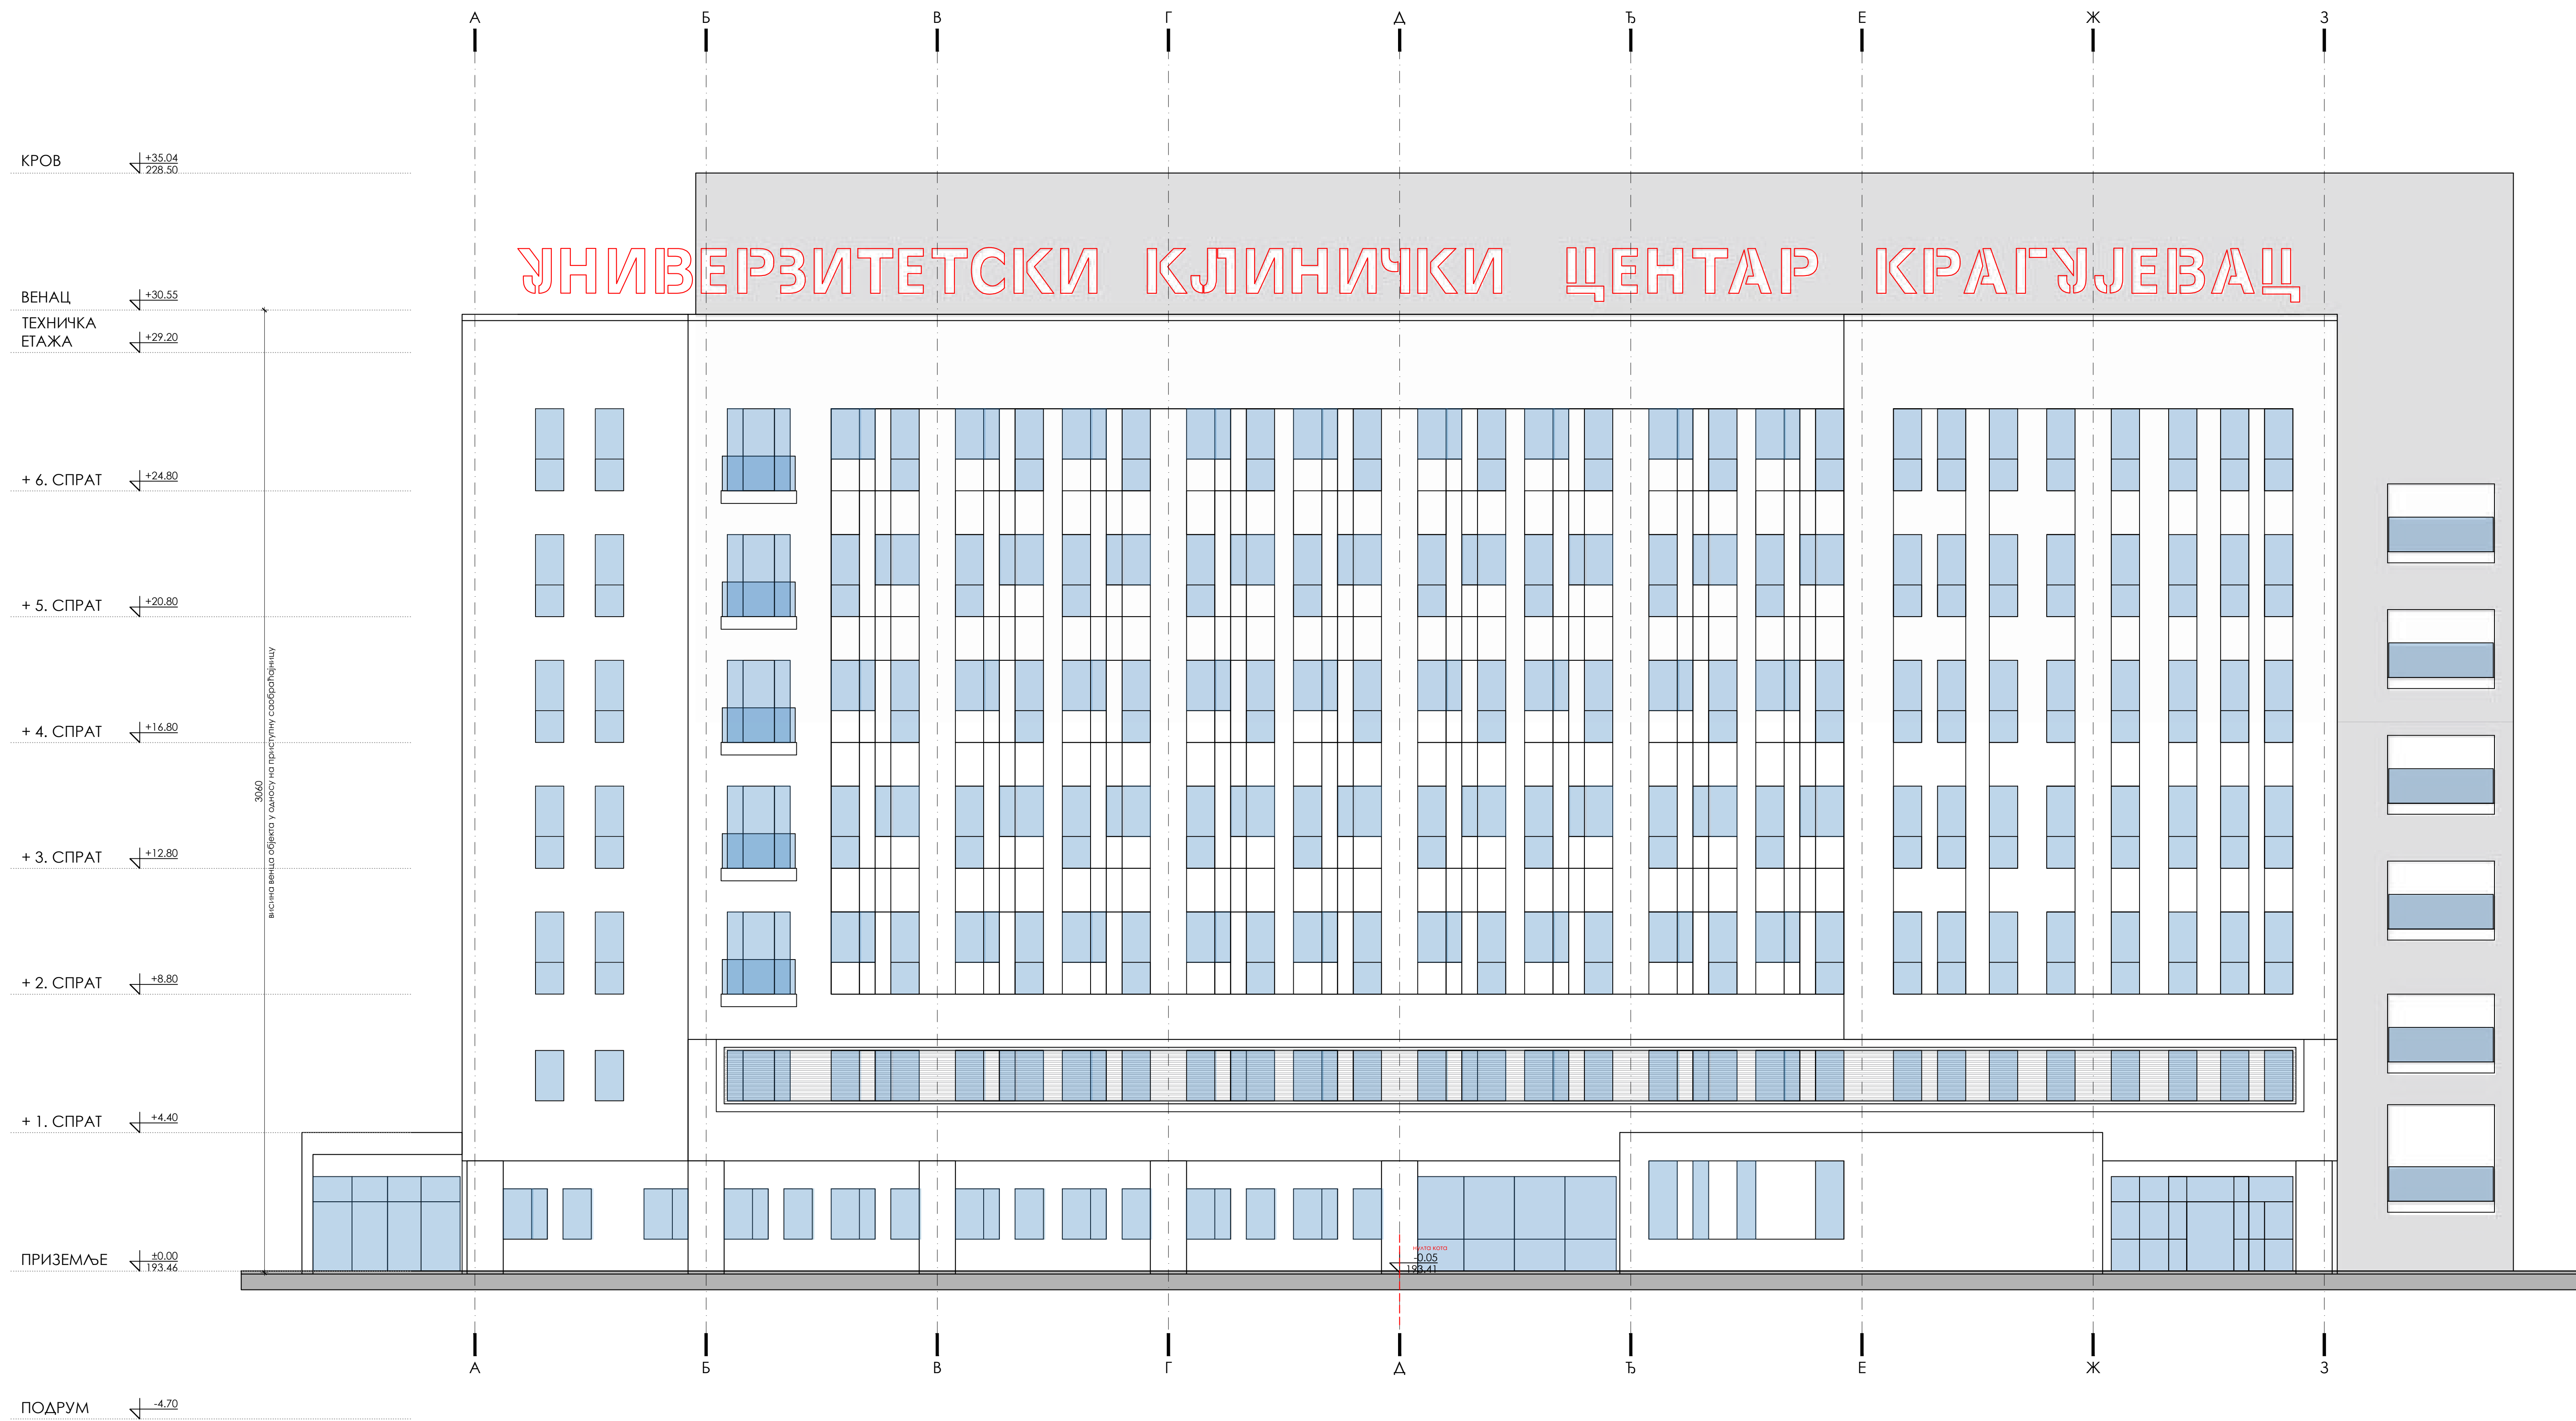 А Б В Г Д Ђ Е Ж З
КРОВ +35.04
228.50
УНИВЕРЗИТЕТСКИ КЛИНИЧКИ ЦЕНТАР КРАГУЈЕВАЦ
ВЕНАЦ +30.55
ТЕХНИЧКА
ЕТАЖА +29.20
+ 6. СПРАТ +24.80
+ 5. СПРАТ +20.80
+ 4. СПРАТ +16.80
3060
висина венца објекта у односу на приступну саобраћајницу
+ 3. СПРАТ +12.80
+ 2. СПРАТ +8.80
+ 1. СПРАТ +4.40
ПРИЗЕМЉЕ ±0.00
193.46
нулта кота
-0.05
193.41
А Б В Г Д Ђ Е Ж З
ПОДРУМ -4.70